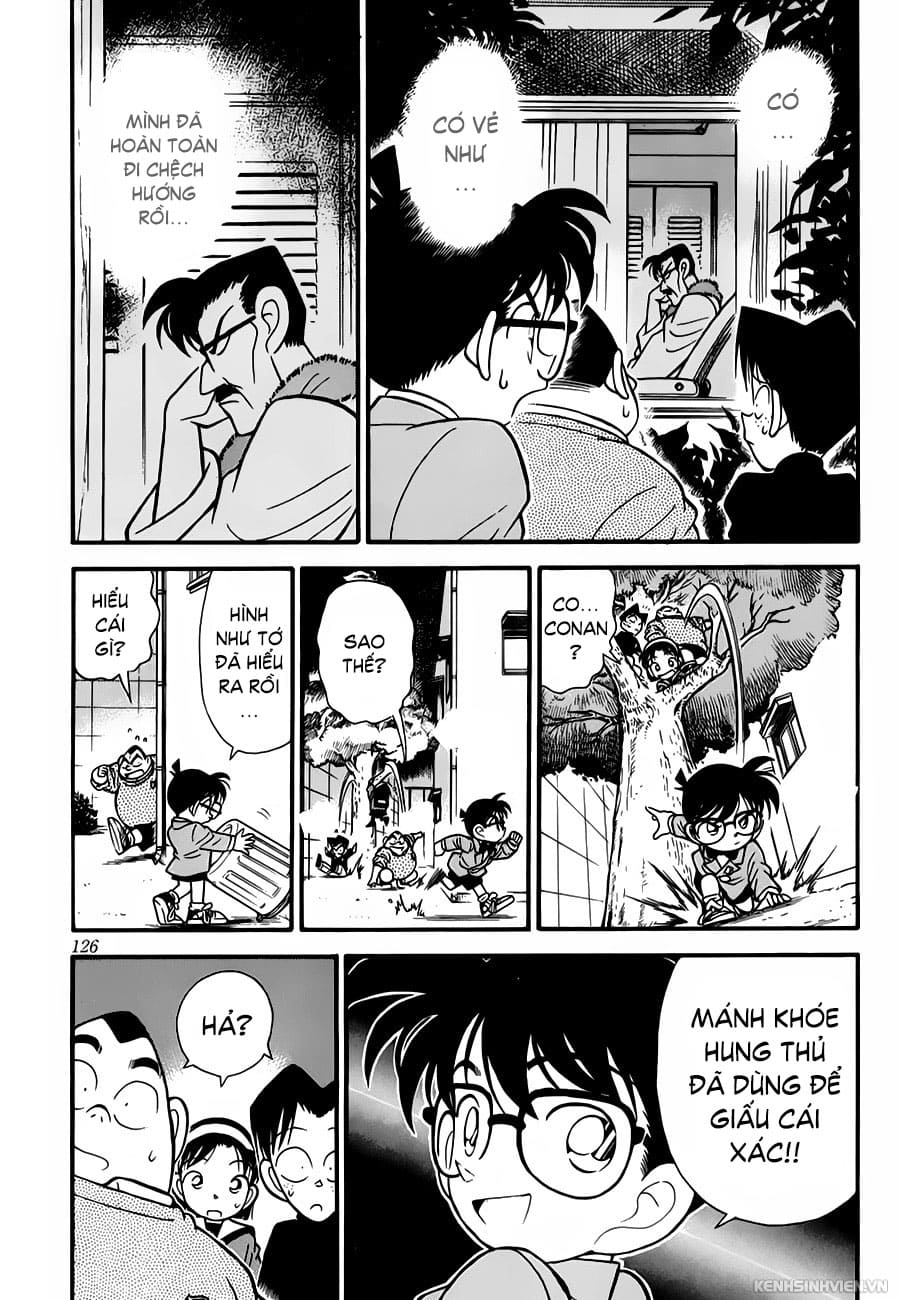 CÓ
...
CÓ VẺ
NHƯ
...
MÌNH ĐÃ
HOÀN TOÀN
ĐI CHỆCH
HƯỚNG
RỒI...
CO...
CONAN
?
SAO
THẾ?
HÌNH
NHƯ TỚ
ĐÃ HIỂU
RA RỒI
...
HIỂU
CÁI
GÌ?
126
MÁNH KHÓE
HUNG THỦ
ĐÃ DÙNG ĐỂ
GIẤU CÁI
XÁC!!
HẢ?
KENHSINHVIEN.VN